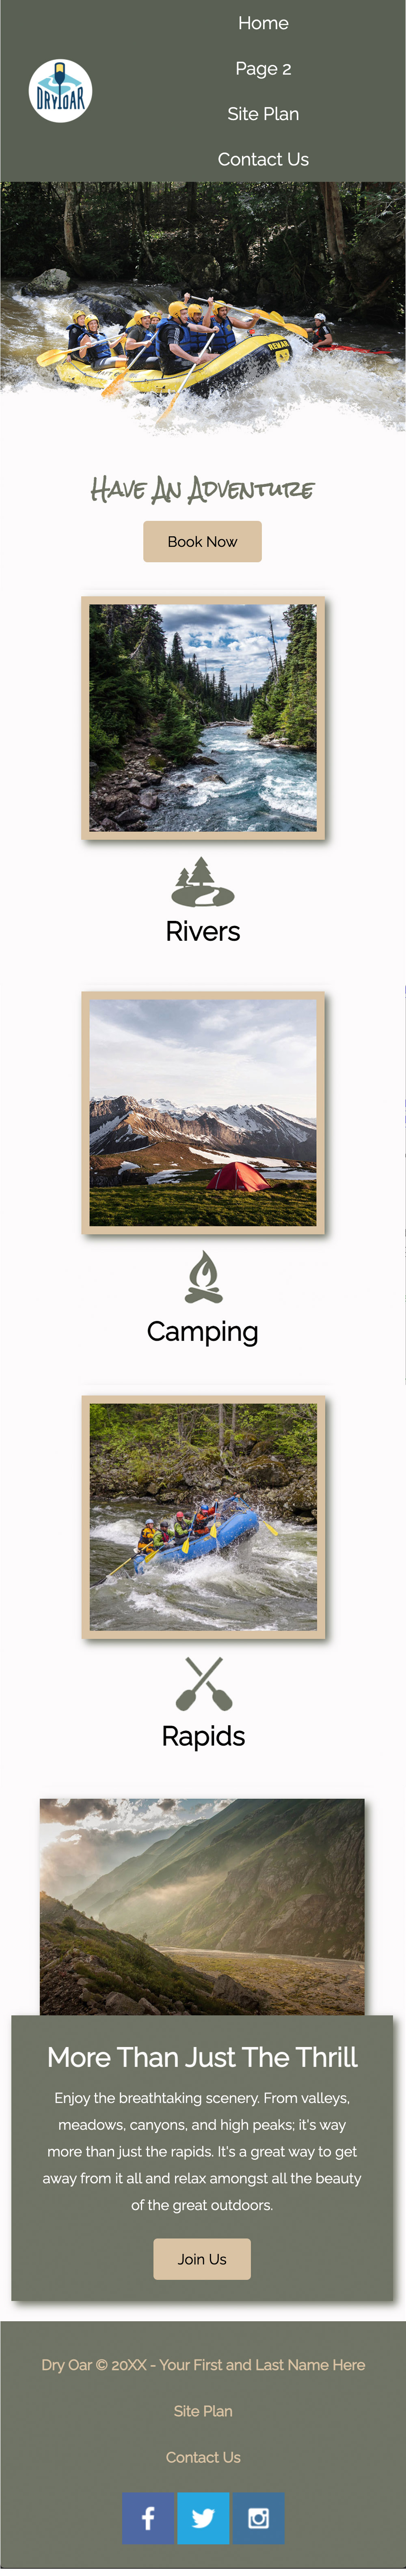 Home
Page 2
DRY OAR
Site Plan
Contact Us
REWAK
Have An Adventure
Book Now
Rivers
Camping
Rapids
More Than Just The Thrill
Enjoy the breathtaking scenery. From valleys,
meadows, canyons, and high peaks; it's way
more than just the rapids. It's a great way to get
away from it all and relax amongst all the beauty
of the great outdoors.
Join Us
Dry Oar © 20XX - Your First and Last Name Here
Site Plan
Contact Us